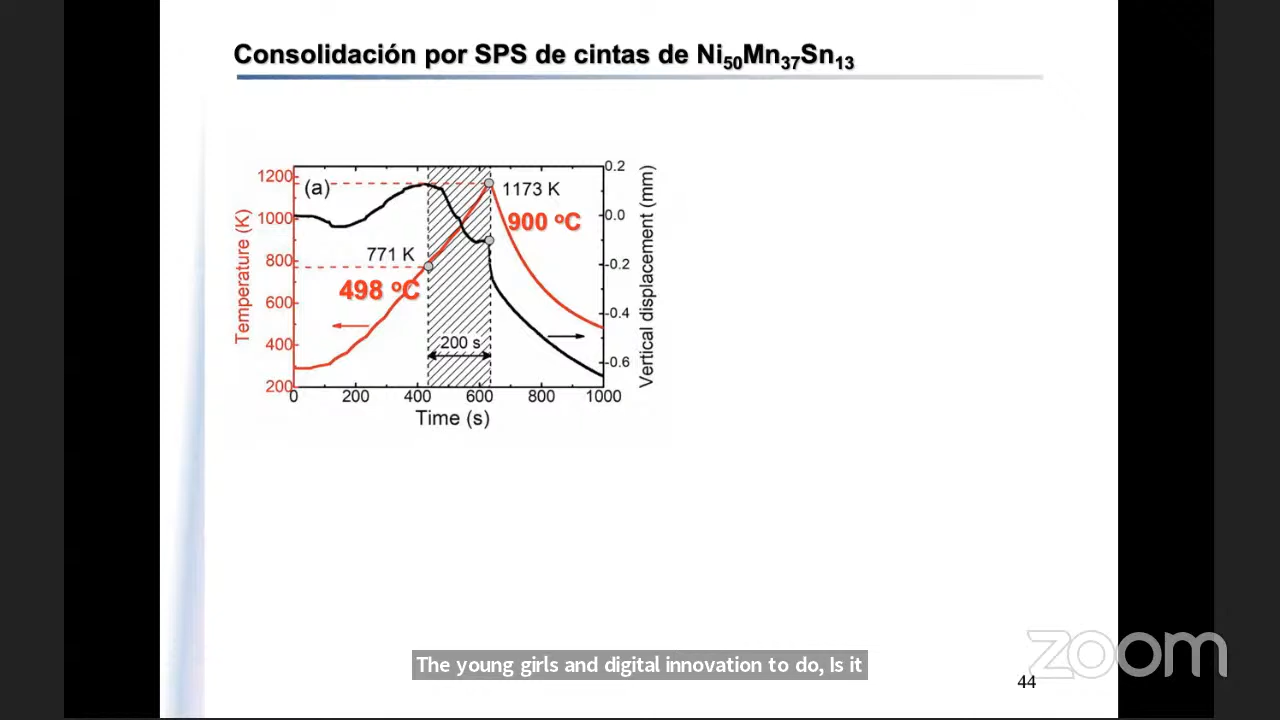 Consolidación por SPS de cintas de Ni₅₀Mn₃₇Sn₁₃
(a)
1200
1000
800
600
400
200
Temperature (K)
0.2
0.0
-0.2
-0.4
-0.6
Vertical displacement (mm)
1173 K
900 ºC
771 K
498 ºC
200 s
0 200 400 600 800 1000
Time (s)
The young girls and digital innovation to do, Is it
zoom
44